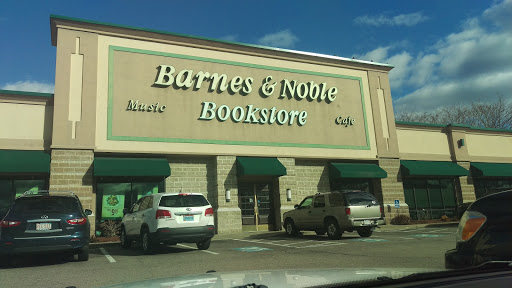 Barnes & Noble
Music Bookstore Cafe